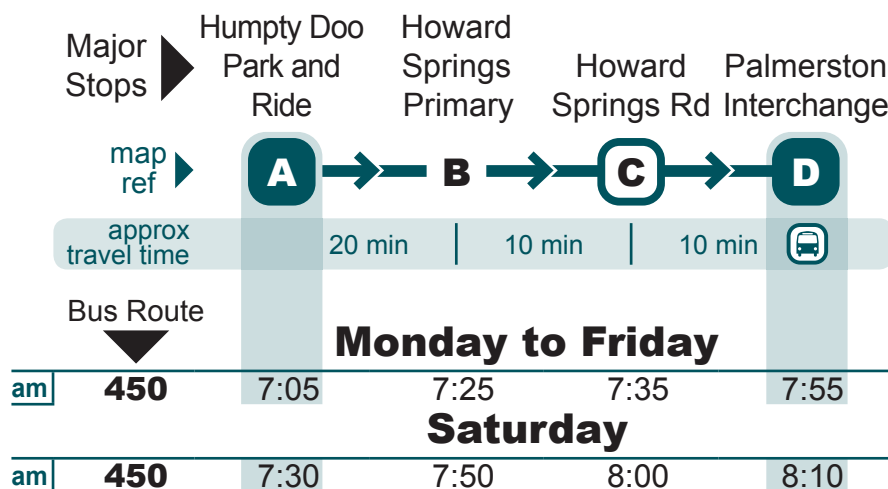 Major Stops
Humpty Doo Park and Ride
Howard Springs Primary
Howard Springs Rd
Palmerston Interchange
map ref
A B C D
approx travel time
20 min 10 min 10 min
Bus Route
Monday to Friday
am 450 7:05 7:25 7:35 7:55
Saturday
am 450 7:30 7:50 8:00 8:10